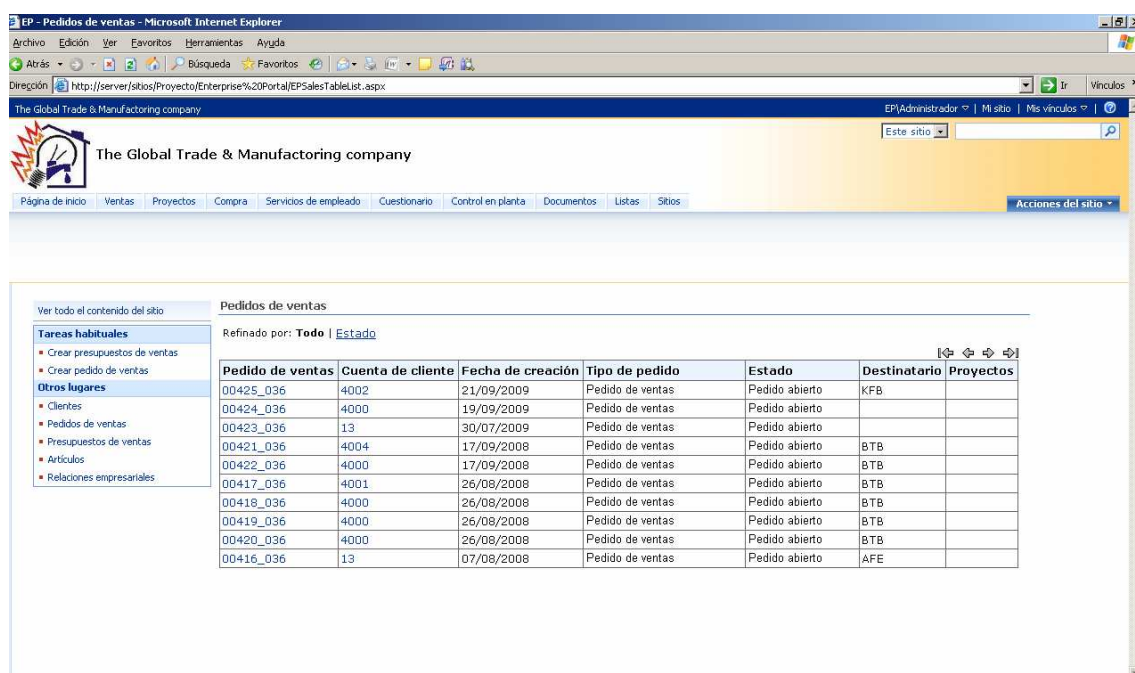 EP - Pedidos de ventas - Microsoft Internet Explorer
Archivo Edición Ver Favoritos Herramientas Ayuda
Atrás Búsqueda Favoritos
Dirección http://server/sitios/Proyecto/Enterprise%20Portal/EPSalesTableList.aspx Ir Vínculos
The Global Trade & Manufactoring company EP\Administrador | Mi sitio | Mis vínculos |
Este sitio
The Global Trade & Manufactoring company
Página de inicio Ventas Proyectos Compra Servicios de empleado Cuestionario Control en planta Documentos Listas Sitios Acciones del sitio
Ver todo el contenido del sitio
Tareas habituales
Crear presupuestos de ventas
Crear pedido de ventas
Otros lugares
Clientes
Pedidos de ventas
Presupuestos de ventas
Artículos
Relaciones empresariales
Pedidos de ventas
Refinado por: Todo | Estado
Pedido de ventas Cuenta de cliente Fecha de creación Tipo de pedido Estado Destinatario Proyectos
00425_036 4002 21/09/2009 Pedido de ventas Pedido abierto KFB
00424_036 4000 19/09/2009 Pedido de ventas Pedido abierto
00423_036 13 30/07/2009 Pedido de ventas Pedido abierto
00421_036 4004 17/09/2008 Pedido de ventas Pedido abierto BTB
00422_036 4000 17/09/2008 Pedido de ventas Pedido abierto BTB
00417_036 4001 26/08/2008 Pedido de ventas Pedido abierto BTB
00418_036 4000 26/08/2008 Pedido de ventas Pedido abierto BTB
00419_036 4000 26/08/2008 Pedido de ventas Pedido abierto BTB
00420_036 4000 26/08/2008 Pedido de ventas Pedido abierto BTB
00416_036 13 07/08/2008 Pedido de ventas Pedido abierto AFE